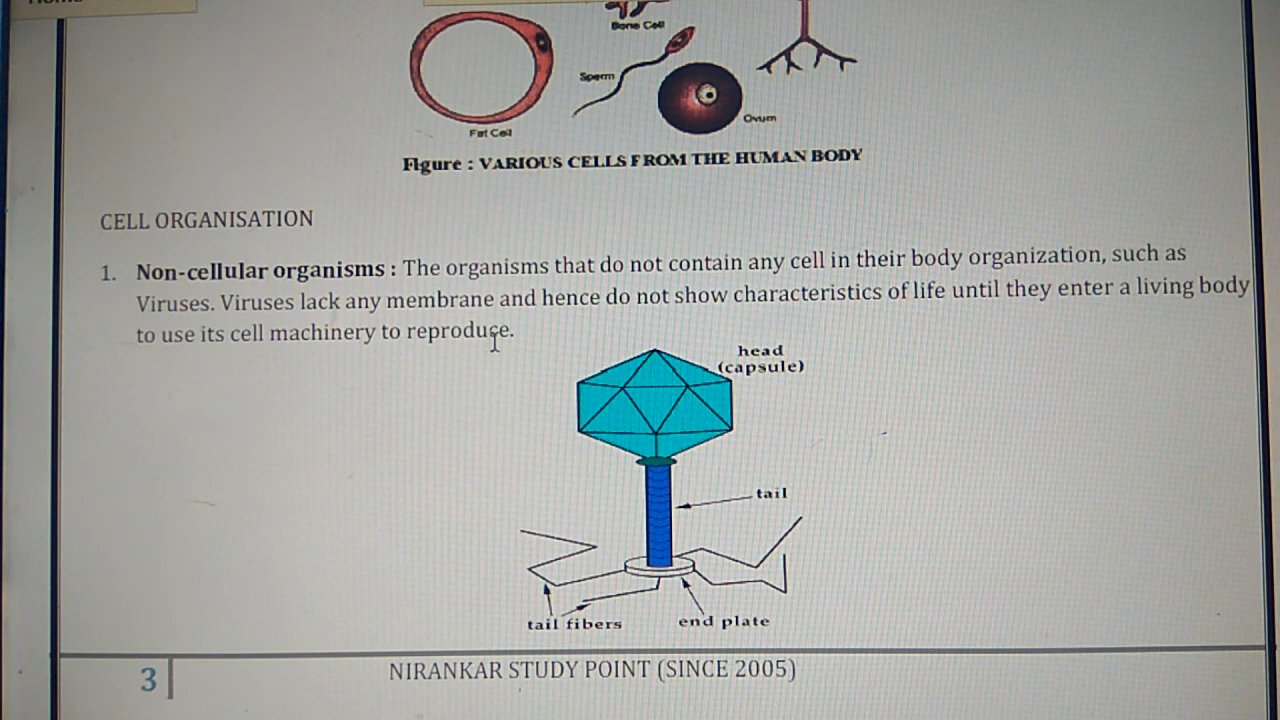 Bone Cell
Sperm
Ovum
Fat Cell
Figure : VARIOUS CELLS FROM THE HUMAN BODY
CELL ORGANISATION
1. Non-cellular organisms : The organisms that do not contain any cell in their body organization, such as
Viruses. Viruses lack any membrane and hence do not show characteristics of life until they enter a living body
to use its cell machinery to reproduce.
head
(capsule)
tail
tail fibers
end plate
3
NIRANKAR STUDY POINT (SINCE 2005)